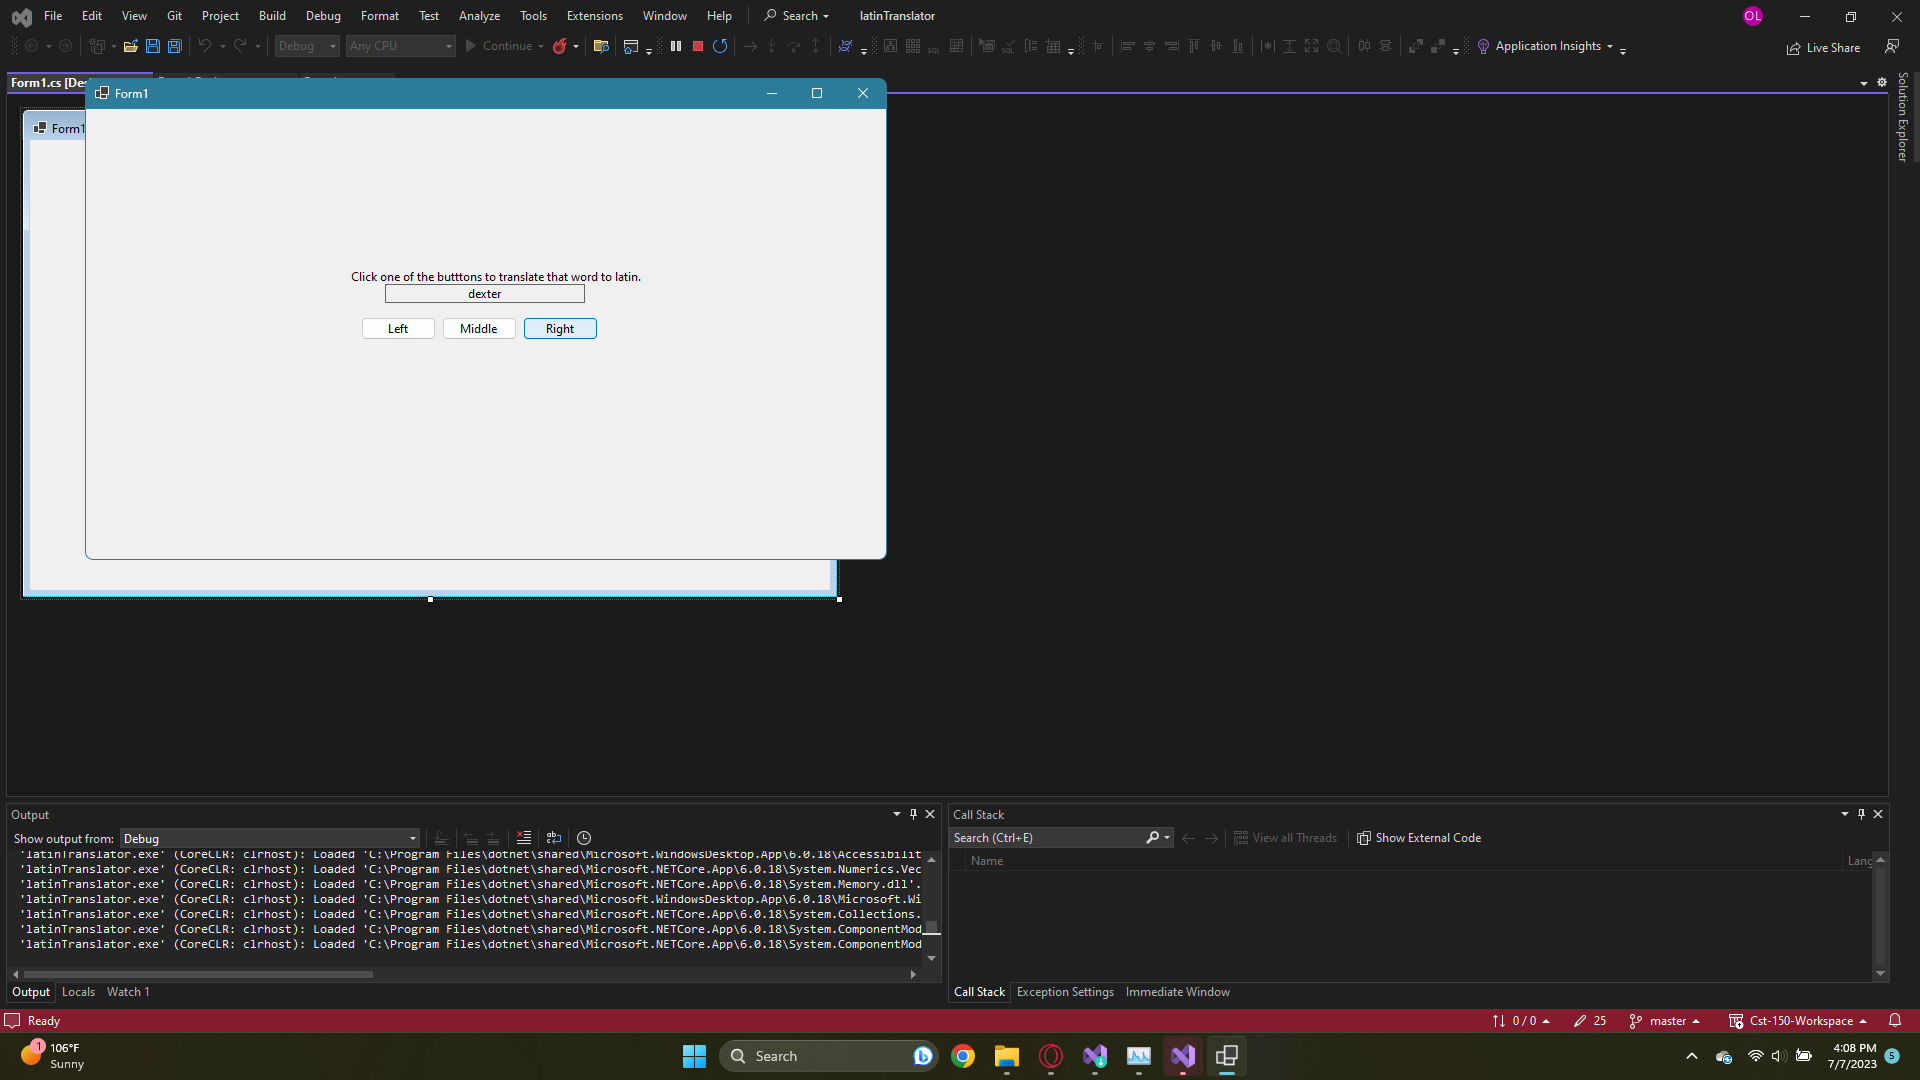 File Edit View Git Project Build Debug Format Test Analyze Tools Extensions Window Help Search latinTranslator OL
Debug Any CPU Continue Application Insights Live Share
Form1.cs [De
Solution Explorer
Form1
Form1
Click one of the butttons to translate that word to latin.
dexter
Left Middle Right
Output
Show output from: Debug
'latinTranslator.exe' (CoreCLR: clrhost): Loaded 'C:\Program Files\dotnet\shared\Microsoft.WindowsDesktop.App\6.0.18\Accessibilit
'latinTranslator.exe' (CoreCLR: clrhost): Loaded 'C:\Program Files\dotnet\shared\Microsoft.NETCore.App\6.0.18\System.Numerics.Vec
'latinTranslator.exe' (CoreCLR: clrhost): Loaded 'C:\Program Files\dotnet\shared\Microsoft.NETCore.App\6.0.18\System.Memory.dll'.
'latinTranslator.exe' (CoreCLR: clrhost): Loaded 'C:\Program Files\dotnet\shared\Microsoft.WindowsDesktop.App\6.0.18\Microsoft.Wi
'latinTranslator.exe' (CoreCLR: clrhost): Loaded 'C:\Program Files\dotnet\shared\Microsoft.NETCore.App\6.0.18\System.Collections.
'latinTranslator.exe' (CoreCLR: clrhost): Loaded 'C:\Program Files\dotnet\shared\Microsoft.NETCore.App\6.0.18\System.ComponentMod
'latinTranslator.exe' (CoreCLR: clrhost): Loaded 'C:\Program Files\dotnet\shared\Microsoft.NETCore.App\6.0.18\System.ComponentMod
Output Locals Watch 1
Call Stack
Search (Ctrl+E) View all Threads Show External Code
Name Lang
Call Stack Exception Settings Immediate Window
Ready 0 / 0 25 master Cst-150-Workspace
1 106°F
Sunny
Search
4:08 PM
7/7/2023
5